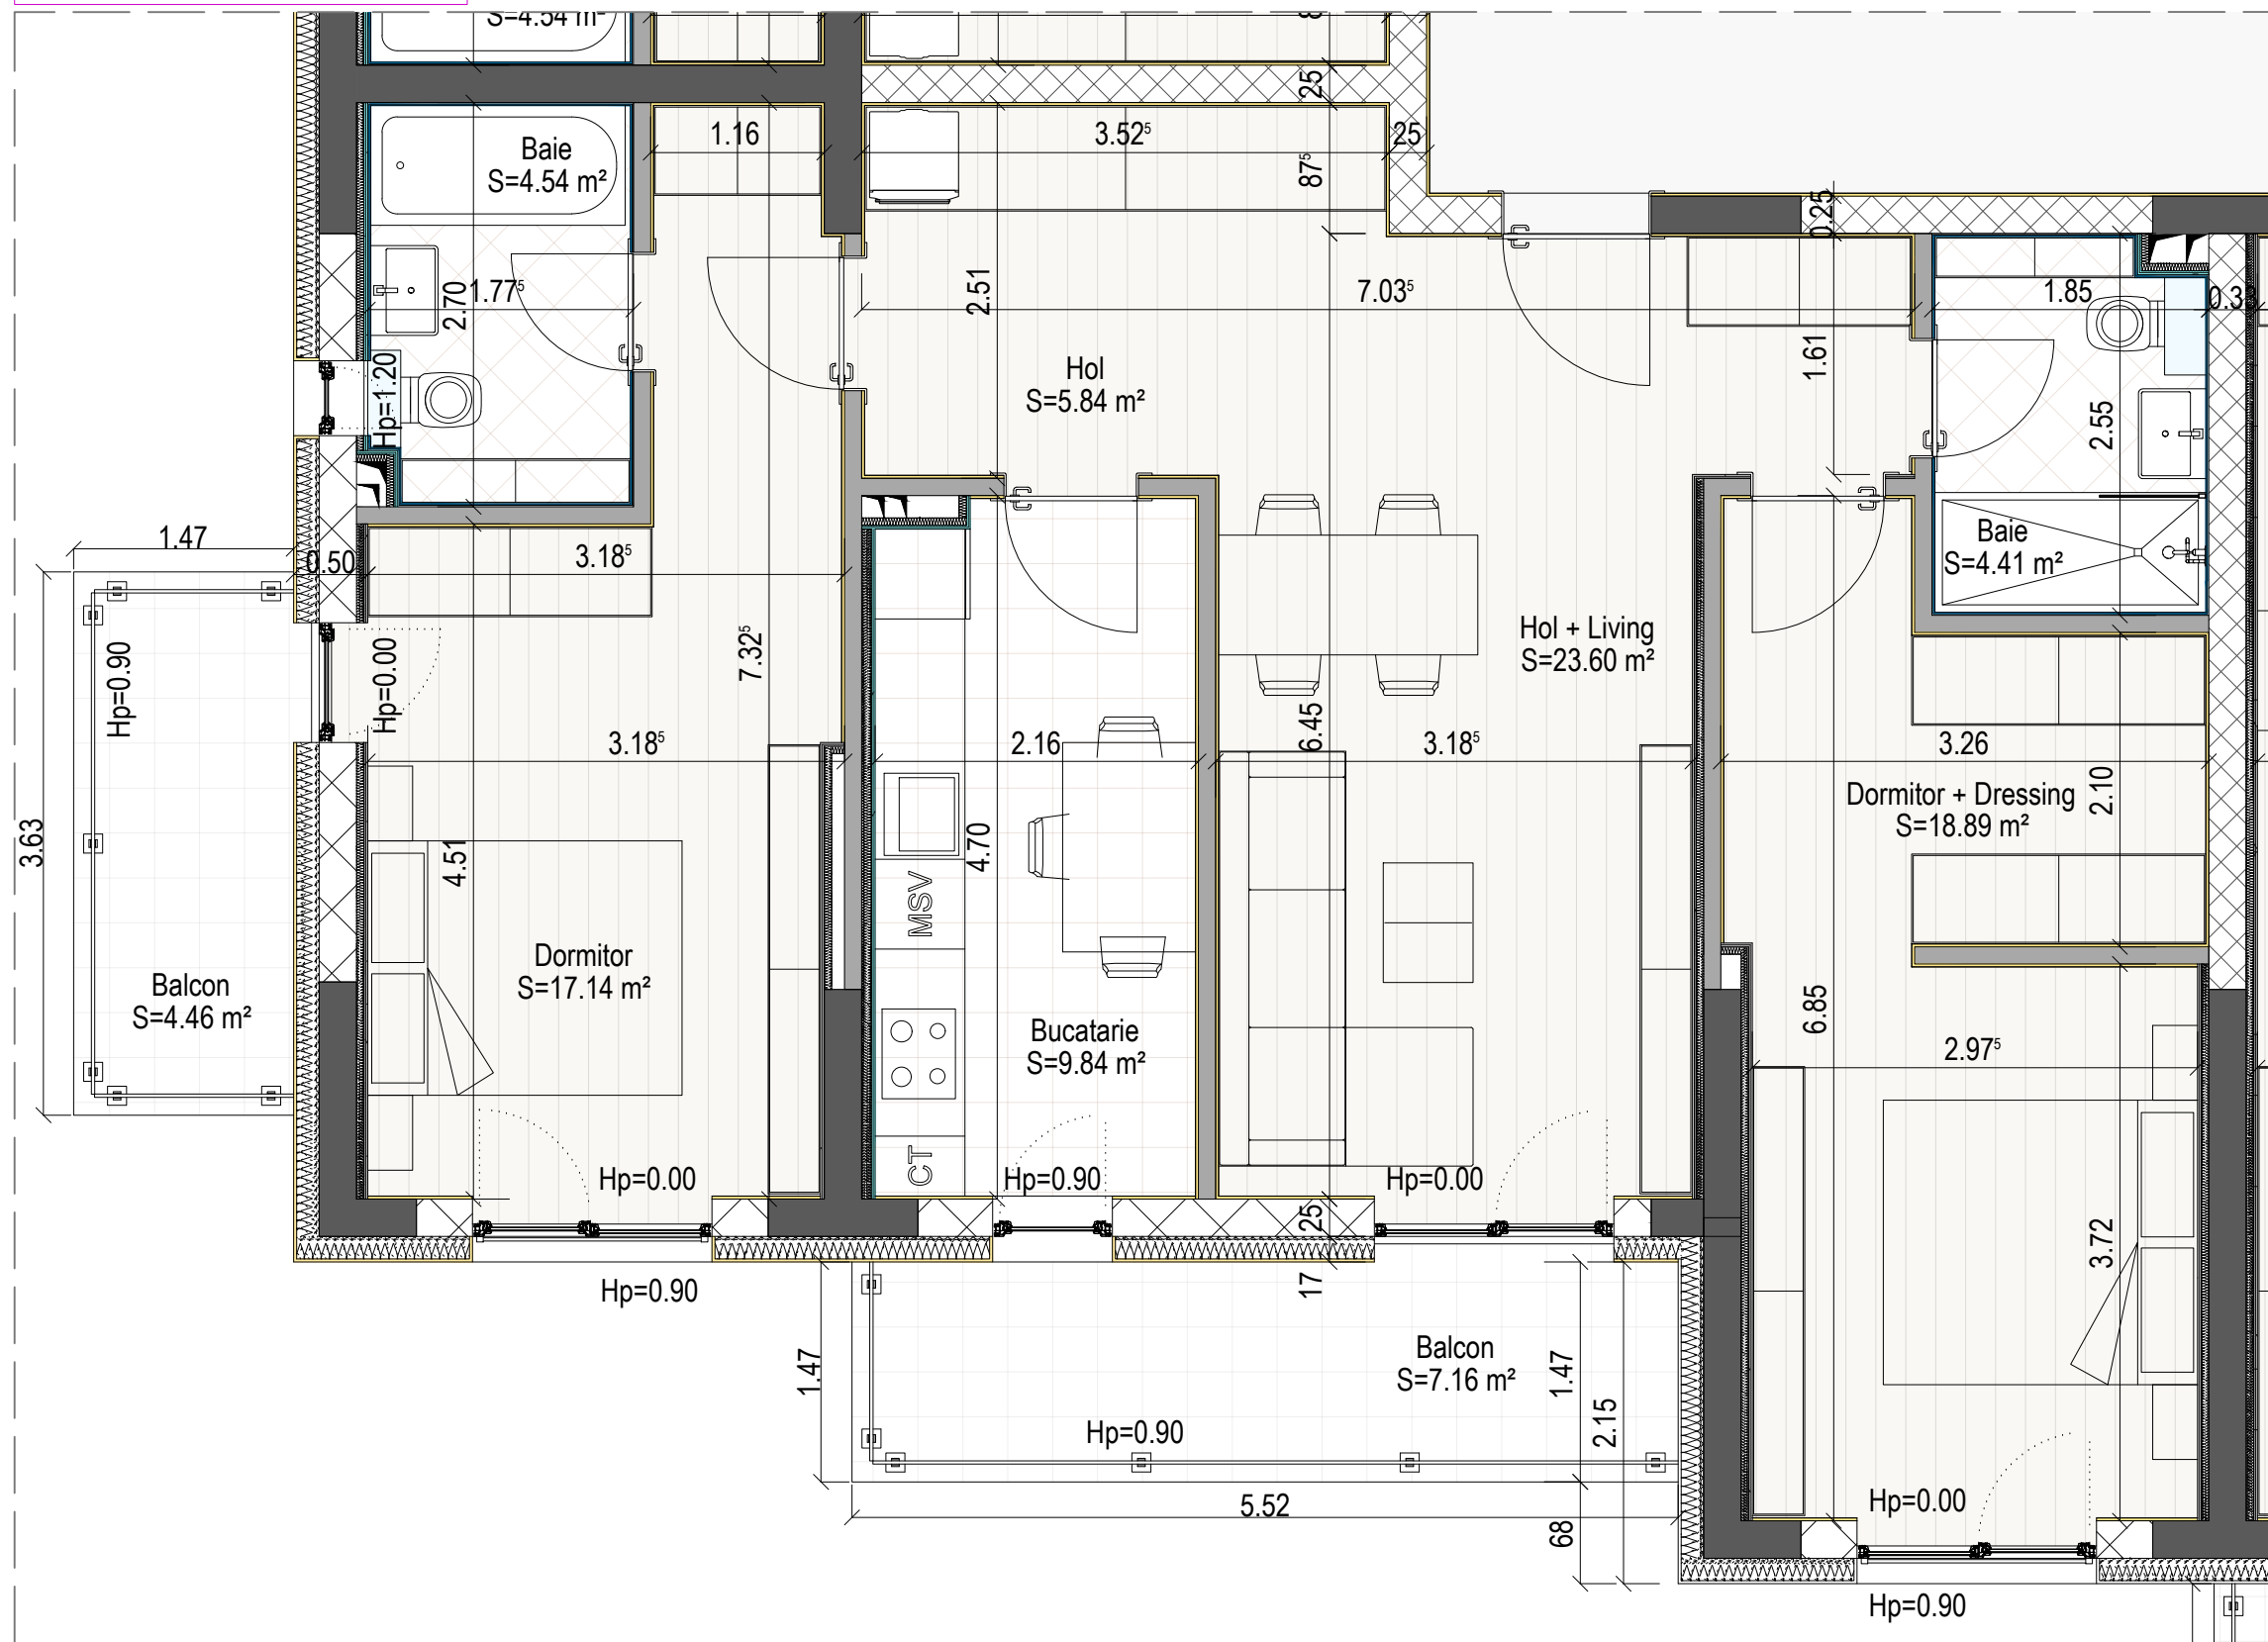 S=4.54 m²
25
1.16
3.52⁵
25
87⁵
Baie
S=4.54 m²
0.25
1.77⁵
2.70
2.51
7.03⁵
1.85
1.61
Hp=1.20
Hol
S=5.84 m²
2.55
1.47
0.50
3.18⁵
Baie
S=4.41 m²
Hp=0.90
Hp=0.00
7.32⁵
Hol + Living
S=23.60 m²
6.45
3.18⁵
2.16
3.18⁵
3.26
2.10
Dormitor + Dressing
S=18.89 m²
3.63
4.51
4.70
MSV
Dormitor
S=17.14 m²
Balcon
S=4.46 m²
Bucatarie
S=9.84 m²
6.85
2.97⁵
CT
Hp=0.00
Hp=0.90
Hp=0.00
25
17
3.72
Hp=0.90
1.47
Balcon
S=7.16 m²
1.47
2.15
Hp=0.90
5.52
68
Hp=0.00
Hp=0.90